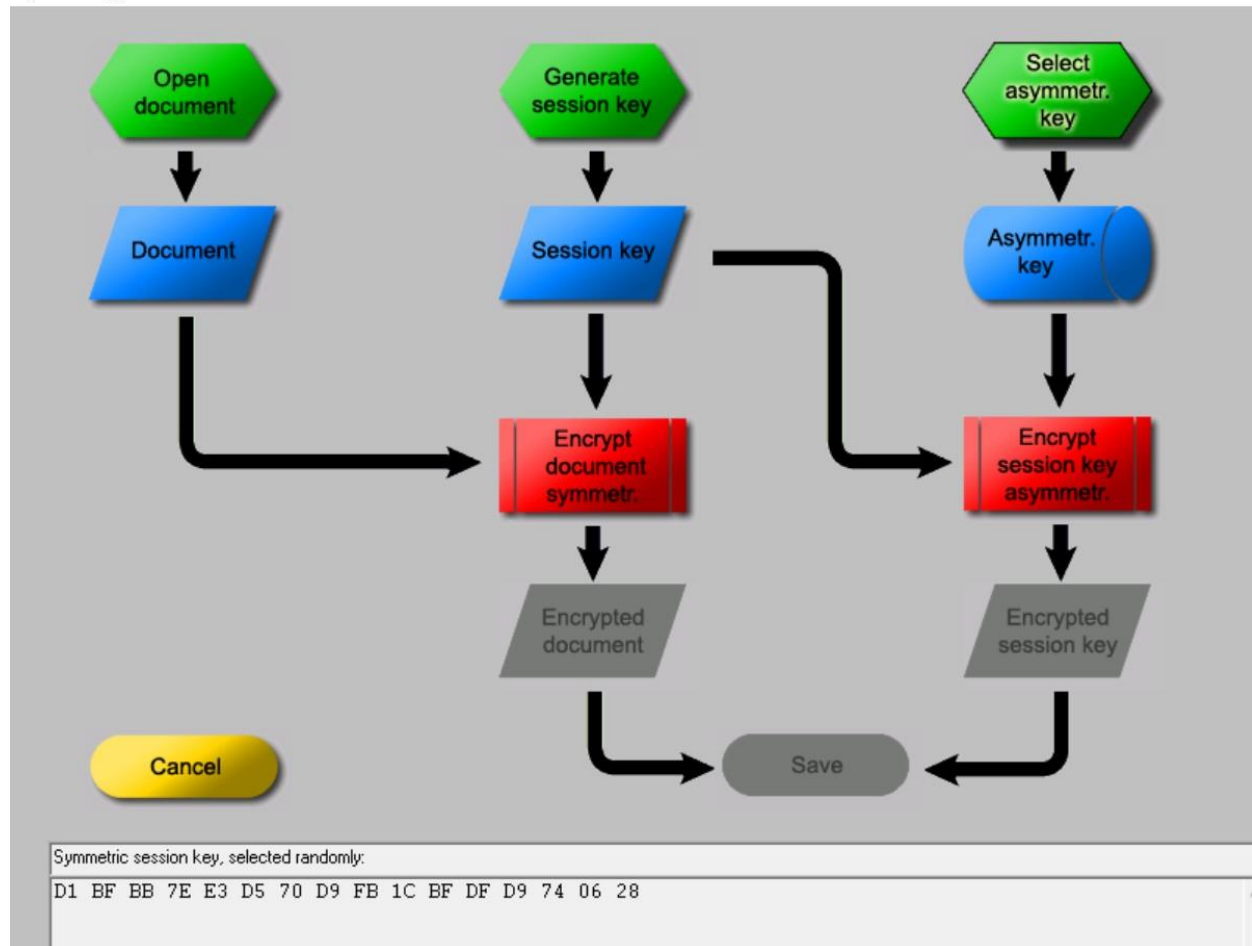 Open
document
Generate
session key
Select
asymmetr.
key
Document
Session key
Asymmetr.
key
Encrypt
document
symmetr.
Encrypt
session key
asymmetr.
Encrypted
document
Encrypted
session key
Cancel
Save
Symmetric session key, selected randomly:
D1 BF BB 7E E3 D5 70 D9 FB 1C BF DF D9 74 06 28